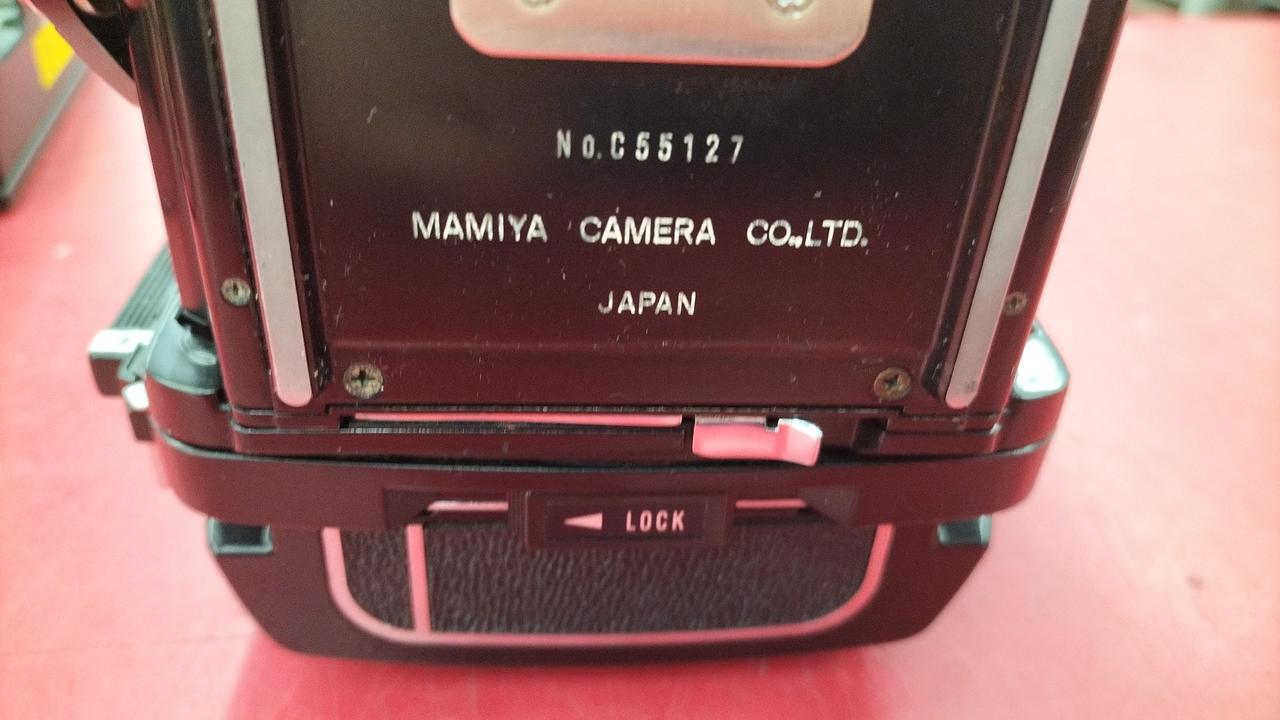 No.C55127
MAMIYA CAMERA CO.,LTD.
JAPAN
LOCK